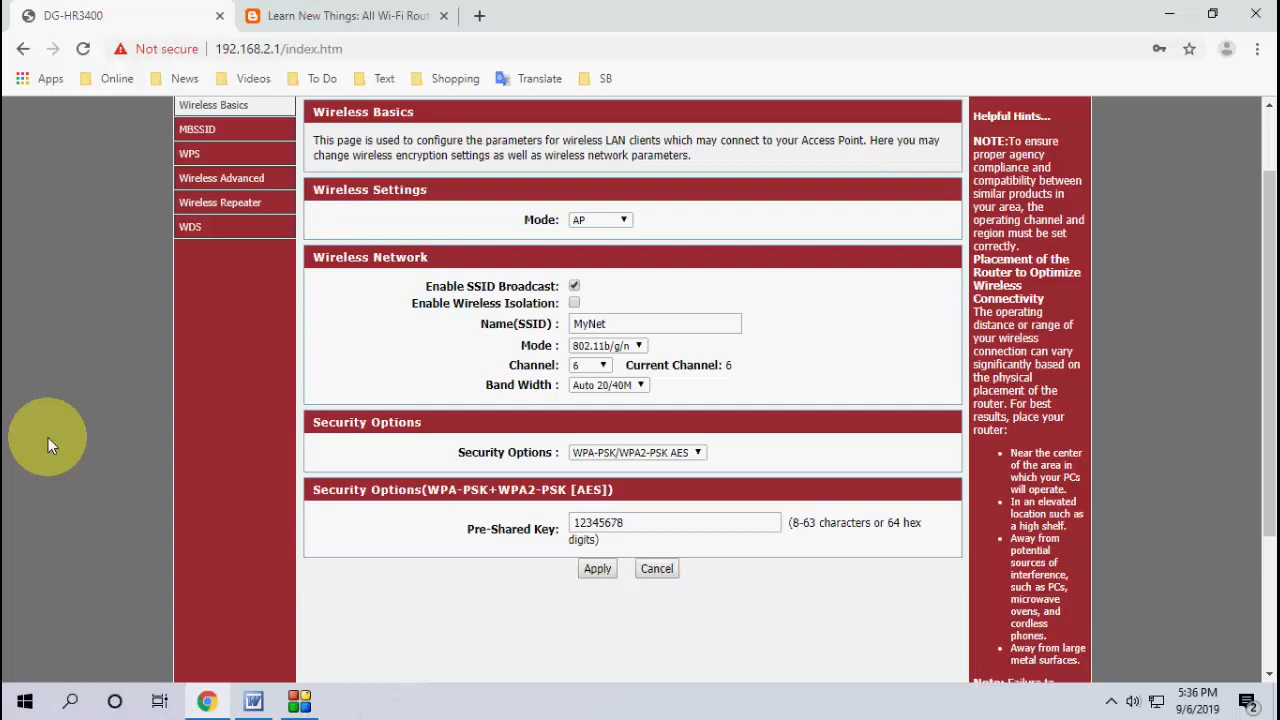 DG-HR3400
Learn New Things: All Wi-Fi Rout
Not secure
192.168.2.1/index.htm
Apps
Online
News
Videos
To Do
Text
Shopping
Translate
SB
Wireless Basics
MBSSID
WPS
Wireless Advanced
Wireless Repeater
WDS
Wireless Basics
This page is used to configure the parameters for wireless LAN clients which may connect to your Access Point. Here you may
change wireless encryption settings as well as wireless network parameters.
Wireless Settings
Mode: AP
Wireless Network
Enable SSID Broadcast:
Enable Wireless Isolation:
Name(SSID) : MyNet
Mode : 802.11b/g/n
Channel: 6 Current Channel: 6
Band Width : Auto 20/40M
Security Options
Security Options : WPA-PSK/WPA2-PSK AES
Security Options(WPA-PSK+WPA2-PSK [AES])
Pre-Shared Key: 12345678 (8-63 characters or 64 hex
digits)
Apply Cancel
Helpful Hints...
NOTE:To ensure
proper agency
compliance and
compatibility between
similar products in
your area, the
operating channel and
region must be set
correctly.
Placement of the
Router to Optimize
Wireless
Connectivity
The operating
distance or range of
your wireless
connection can vary
significantly based on
the physical
placement of the
router. For best
results, place your
router:
Near the center
of the area in
which your PCs
will operate.
In an elevated
location such as
a high shelf.
Away from
potential
sources of
interference,
such as PCs,
microwave
ovens, and
cordless
phones.
Away from large
metal surfaces.
Note: Failure to
5:36 PM
9/6/2019
2